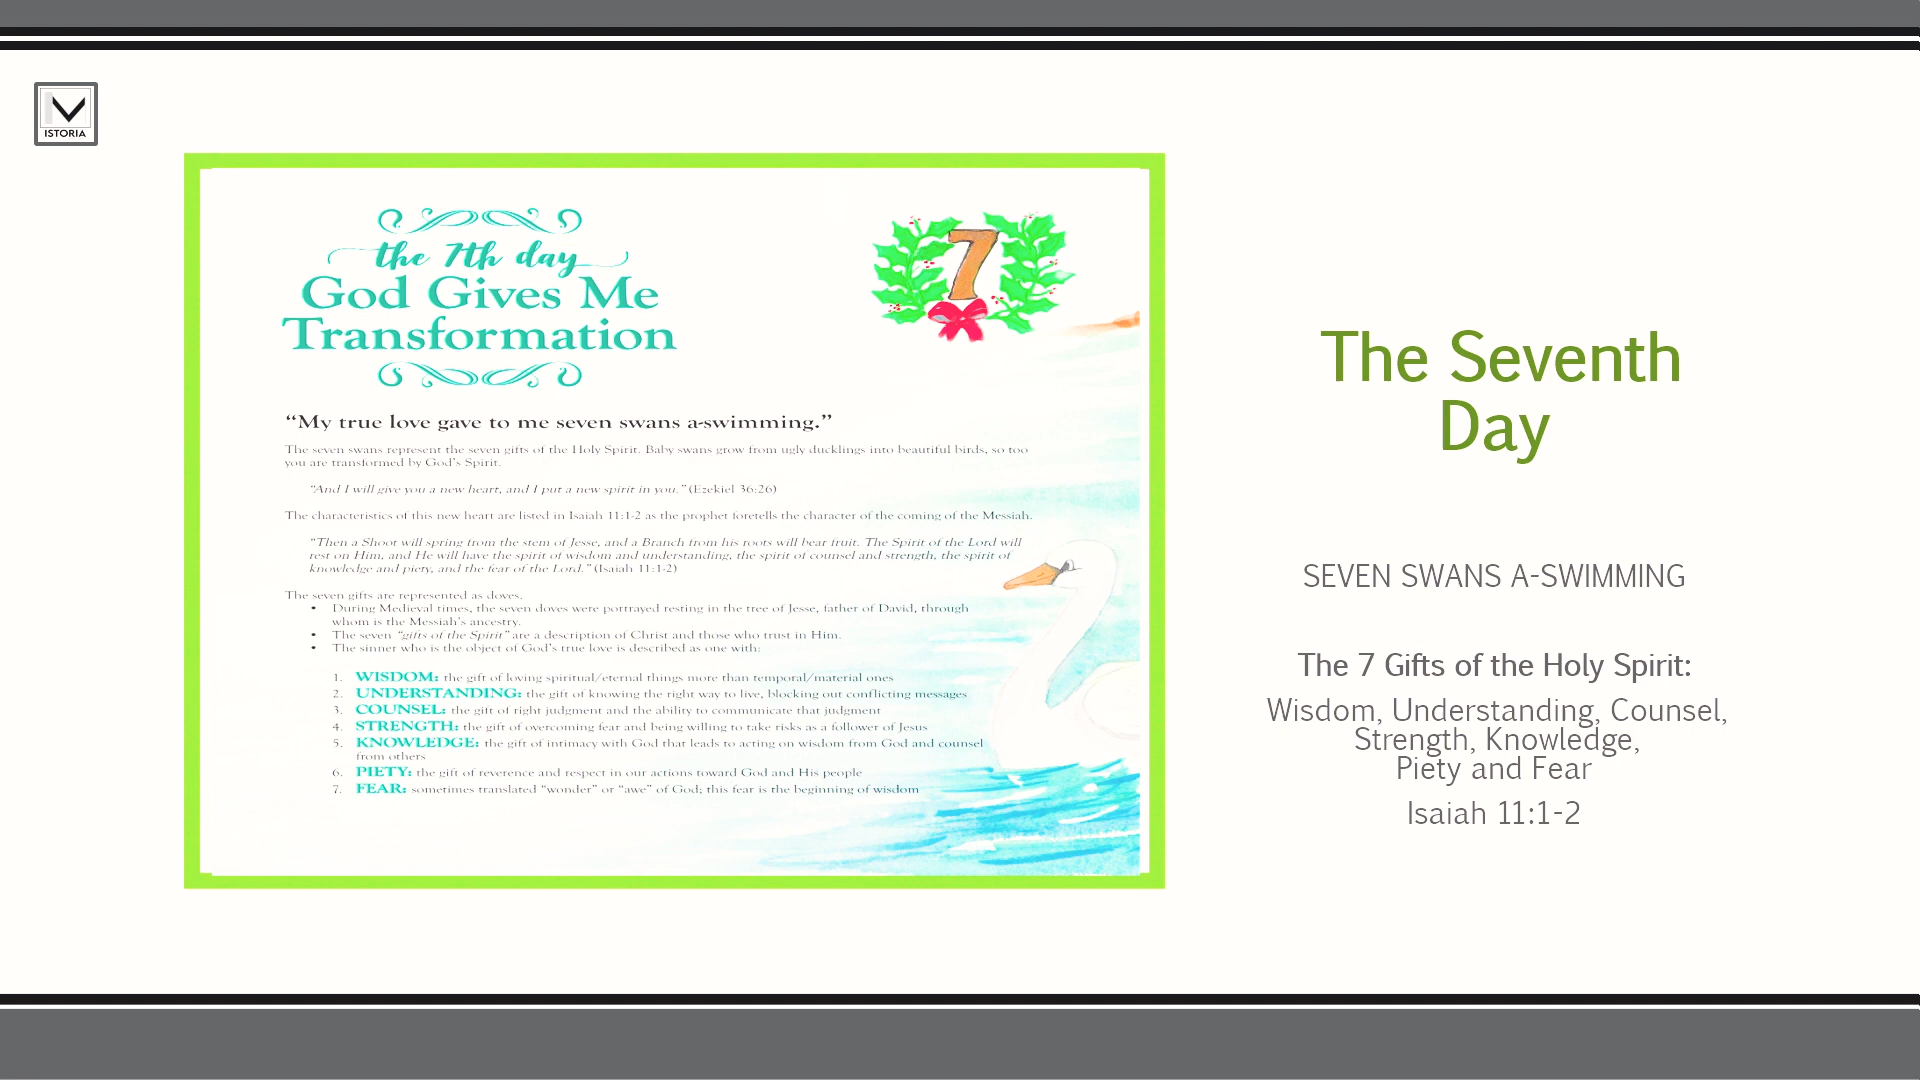 ISTORIA
the 7th day
God Gives Me
Transformation
7
“My true love gave to me seven swans a-swimming.”
The seven swans represent the seven gifts of the Holy Spirit. Baby swans grow from ugly ducklings into beautiful birds, so too
you are transformed by God’s Spirit.
“And I will give you a new heart, and I put a new spirit in you.” (Ezekiel 36:26)
The characteristics of this new heart are listed in Isaiah 11:1-2 as the prophet foretells the character of the coming of the Messiah.
“Then a Shoot will spring from the stem of Jesse, and a Branch from his roots will bear fruit. The Spirit of the Lord will
rest on Him, and He will have the spirit of wisdom and understanding, the spirit of counsel and strength, the spirit of
knowledge and piety, and the fear of the Lord.” (Isaiah 11:1-2)
The seven gifts are represented as doves.
• During Medieval times, the seven doves were portrayed resting in the tree of Jesse, father of David, through
whom is the Messiah’s ancestry.
• The seven “gifts of the Spirit” are a description of Christ and those who trust in Him.
• The sinner who is the object of God’s true love is described as one with:
1. WISDOM: the gift of loving spiritual/eternal things more than temporal/material ones
2. UNDERSTANDING: the gift of knowing the right way to live, blocking out conflicting messages
3. COUNSEL: the gift of right judgment and the ability to communicate that judgment
4. STRENGTH: the gift of overcoming fear and being willing to take risks as a follower of Jesus
5. KNOWLEDGE: the gift of intimacy with God that leads to acting on wisdom from God and counsel
from others
6. PIETY: the gift of reverence and respect in our actions toward God and His people
7. FEAR: sometimes translated “wonder” or “awe” of God; this fear is the beginning of wisdom
The Seventh
Day
SEVEN SWANS A-SWIMMING
The 7 Gifts of the Holy Spirit:
Wisdom, Understanding, Counsel,
Strength, Knowledge,
Piety and Fear
Isaiah 11:1-2